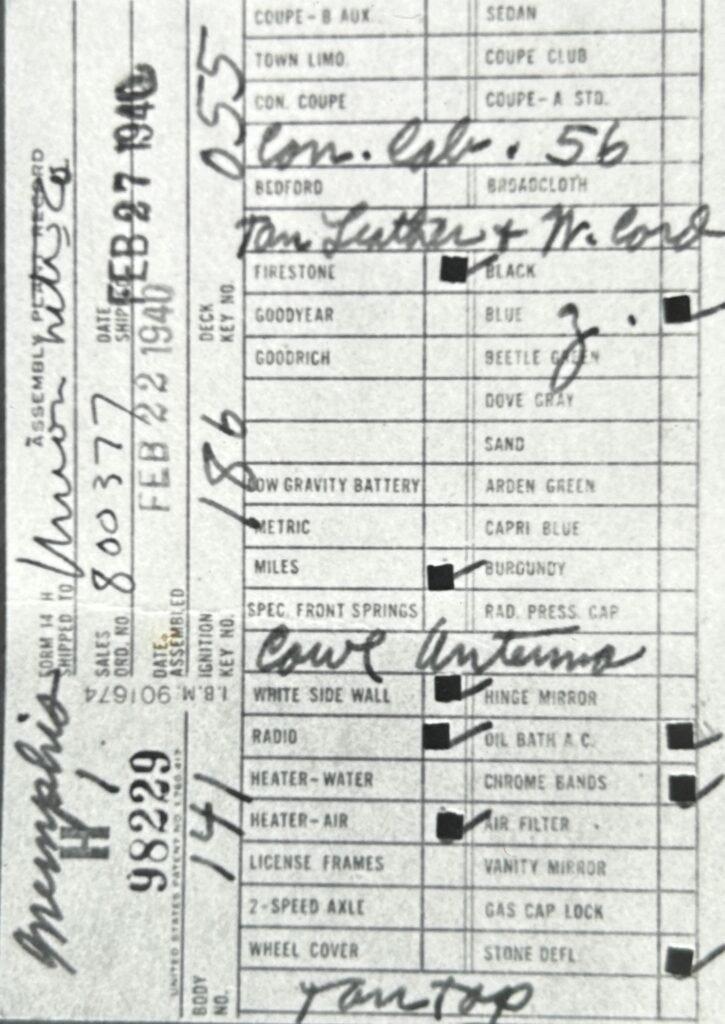 COUPE-B AUX. SEDAN
TOWN LIMO. COUPE CLUB
CON. COUPE COUPE-A STD.
Con. Cab. 56
BEDFORD BROADCLOTH
Tan Leather + W. Cord
FIRESTONE BLACK
GOODYEAR BLUE
GOODRICH BEETLE GREEN
DOVE GRAY
SAND
LOW GRAVITY BATTERY ARDEN GREEN
METRIC CAPRI BLUE
MILES BURGUNDY
SPEC. FRONT SPRINGS RAD. PRESS. CAP
Cowl Antenna
WHITE SIDE WALL HINGE MIRROR
RADIO OIL BATH A.C.
HEATER-WATER CHROME BANDS
HEATER-AIR AIR FILTER
LICENSE FRAMES VANITY MIRROR
2-SPEED AXLE GAS CAP LOCK
WHEEL COVER STONE DEFL.
Tan top
Memphis
H 1
98229
UNITED STATES PATENT NO. 1,780,417
I.B.M. 901674
FORM 14 H ASSEMBLY PLANT RECORD
SHIPPED TO Union
SALES ORD. NO. 800377 DATE SHIPPED FEB 27 1940
DATE ASSEMBLED FEB 22 1940
BODY NO. 141 IGNITION KEY NO. 186 DECK KEY NO. 055